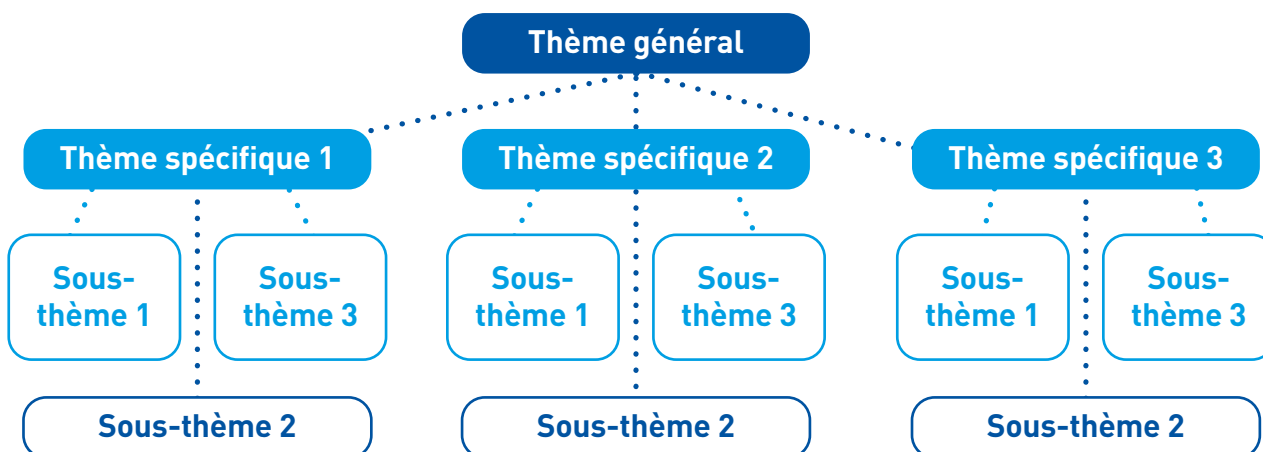 Thème général
Thème spécifique 1
Thème spécifique 2
Thème spécifique 3
Sous-
thème 1
Sous-
thème 3
Sous-
thème 1
Sous-
thème 3
Sous-
thème 1
Sous-
thème 3
Sous-thème 2
Sous-thème 2
Sous-thème 2